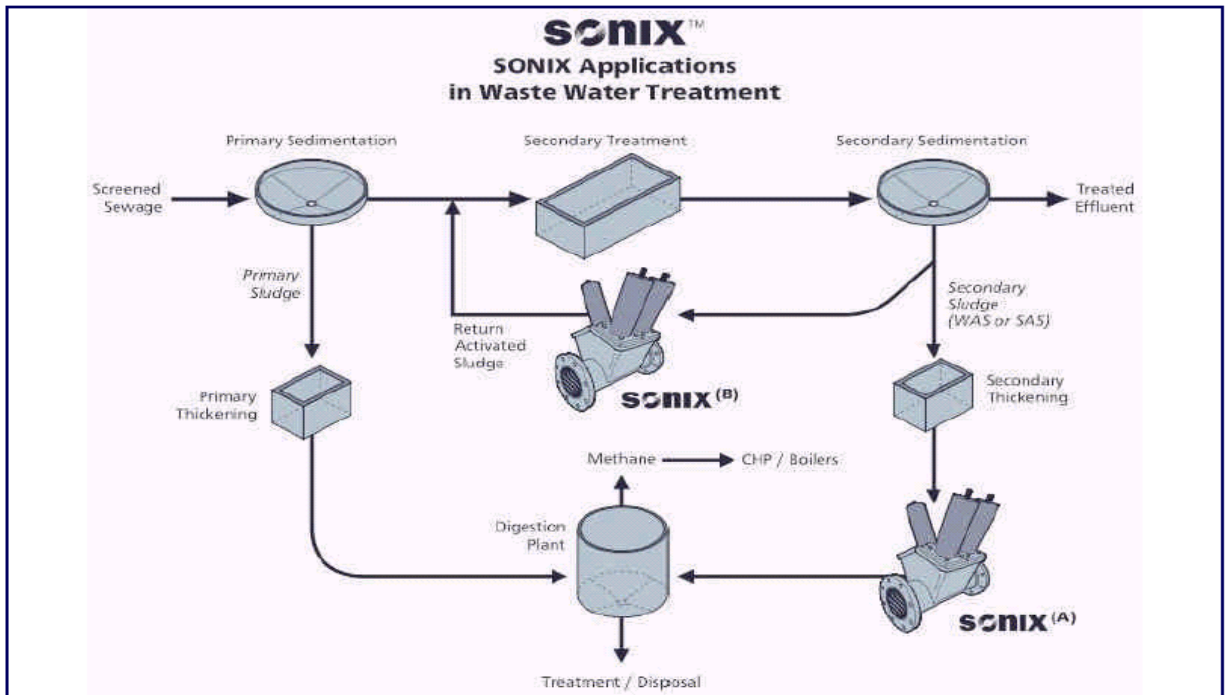 sonix™
SONIX Applications
in Waste Water Treatment
Primary Sedimentation
Secondary Treatment
Secondary Sedimentation
Screened
Sewage
Treated
Effluent
Primary
Sludge
Return
Activated
Sludge
Secondary
Sludge
(WAS or SAS)
sonix (B)
Primary
Thickening
Secondary
Thickening
Methane
CHP / Boilers
Digestion
Plant
sonix (A)
Treatment / Disposal